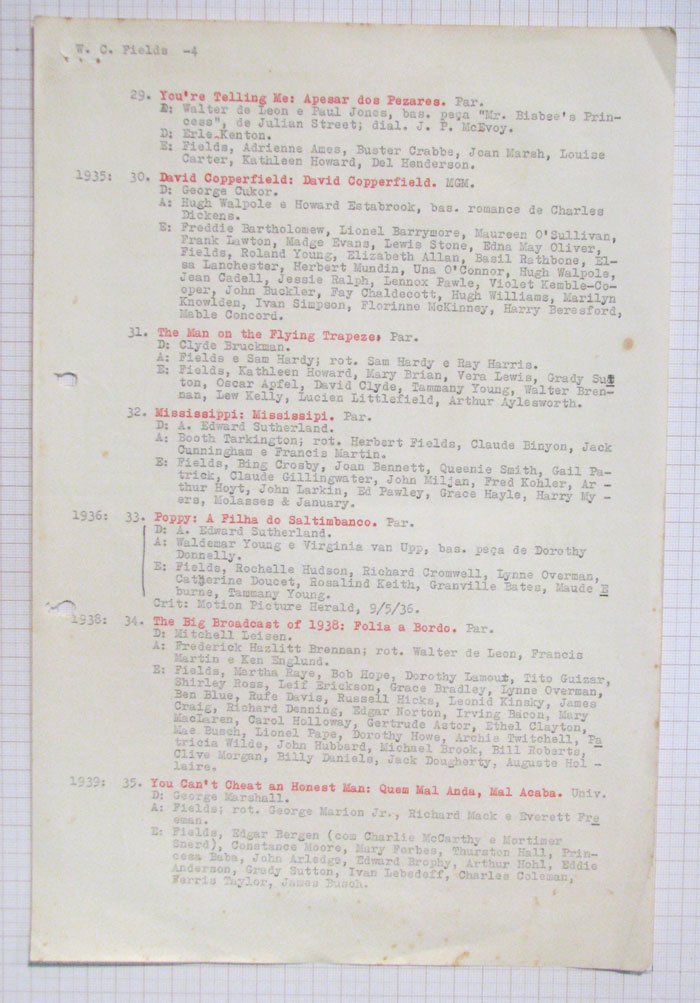 W. C. Fields -4
29. You're Telling Me: Apesar dos Pezares. Par.
E: Walter de Leon e Paul Jones, bas. peça "Mr. Bisbee's Prin-
cess", de Julian Street; dial. J. P. McEvoy.
D: Erle Kenton.
E: Fields, Adrienne Ames, Buster Crabbe, Joan Marsh, Louise
Carter, Kathleen Howard, Del Henderson.
1935: 30. David Copperfield: David Copperfield. MGM.
D: George Cukor.
A: Hugh Walpole e Howard Estabrook, bas. romance de Charles
Dickens.
E: Freddie Bartholomew, Lionel Barrymore, Maureen O'Sullivan,
Frank Lawton, Madge Evans, Lewis Stone, Edna May Oliver,
Fields, Roland Young, Elizabeth Allan, Basil Rathbone, El-
sa Lanchester, Herbert Mundin, Una O'Connor, Hugh Walpole,
Jean Cadell, Jessie Ralph, Lennox Pawle, Violet Kemble-Co-
oper, John Buckler, Fay Chaldecott, Hugh Williams, Marilyn
Knowlden, Ivan Simpson, Florinne McKinney, Harry Beresford,
Mable Concord.
31. The Man on the Flying Trapeze. Par.
D: Clyde Bruckman.
A: Fields e Sam Hardy; rot. Sam Hardy e Ray Harris.
E: Fields, Kathleen Howard, Mary Brian, Vera Lewis, Grady Sut
ton, Oscar Apfel, David Clyde, Tammany Young, Walter Bren-
nan, Lew Kelly, Lucien Littlefield, Arthur Aylesworth.
32. Mississippi: Mississipi. Par.
D: A. Edward Sutherland.
A: Booth Tarkington; rot. Herbert Fields, Claude Binyon, Jack
Cunningham e Francis Martin.
E: Fields, Bing Crosby, Joan Bennett, Queenie Smith, Gail Pa-
trick, Claude Gillingwater, John Miljan, Fred Kohler, Ar -
thur Hoyt, John Larkin, Ed Pawley, Grace Hayle, Harry My -
ers, Molasses & January.
1936: 33. Poppy: A Filha do Saltimbanco. Par.
D: A. Edward Sutherland.
A: Waldemar Young e Virginia van Upp, bas. peça de Dorothy
Donnelly.
E: Fields, Rochelle Hudson, Richard Cromwell, Lynne Overman,
Catherine Doucet, Rosalind Keith, Granville Bates, Maude E
burne, Tammany Young.
Crit: Motion Picture Herald, 9/5/36.
1938: 34. The Big Broadcast of 1938: Folia a Bordo. Par.
D: Mitchell Leisen.
A: Frederick Hazlitt Brennan; rot. Walter de Leon, Francis
Martin e Ken Englund.
E: Fields, Martha Raye, Bob Hope, Dorothy Lamour, Tito Guizar,
Shirley Ross, Leif Erickson, Grace Bradley, Lynne Overman,
Ben Blue, Rufe Davis, Russell Hicks, Leonid Kinsky, James
Craig, Richard Denning, Edgar Norton, Irving Bacon, Mary
MacLaren, Carol Holloway, Gertrude Astor, Ethel Clayton,
Mae Busch, Lionel Pape, Dorothy Howe, Archie Twitchell, Pa
tricia Wilde, John Hubbard, Michael Brook, Bill Roberts,
Clive Morgan, Billy Daniels, Jack Dougherty, Auguste Hol -
laire.
1939: 35. You Can't Cheat an Honest Man: Quem Mal Anda, Mal Acaba. Univ.
D: George Marshall.
A: Fields; rot. George Marion Jr., Richard Mack e Everett Fre
eman.
E: Fields, Edgar Bergen (com Charlie McCarthy e Mortimer
Snerd), Constance Moore, Mary Forbes, Thurston Hall, Prin-
cesa Baba, John Arledge, Edward Brophy, Arthur Hohl, Eddie
Anderson, Grady Sutton, Ivan Lebedeff, Charles Coleman,
Ferris Taylor, James Busch.